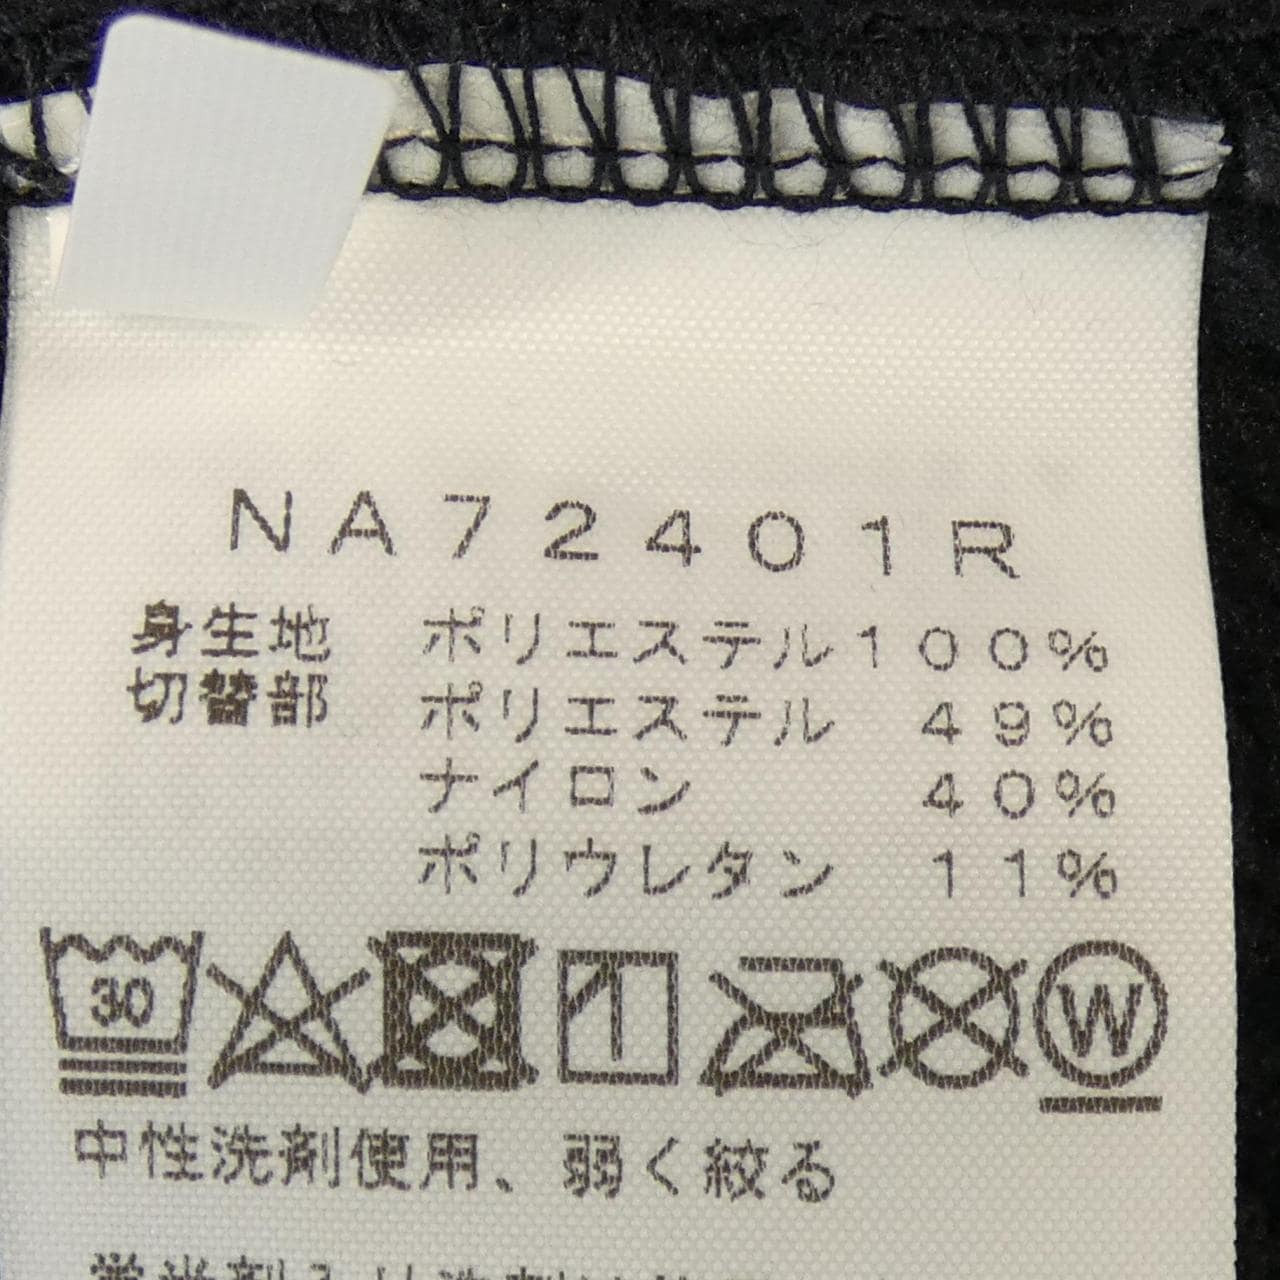 NA72401R
身生地 ポリエステル100%
切替部 ポリエステル 49%
ナイロン 40%
ポリウレタン 11%
30 W
中性洗剤使用、弱く絞る